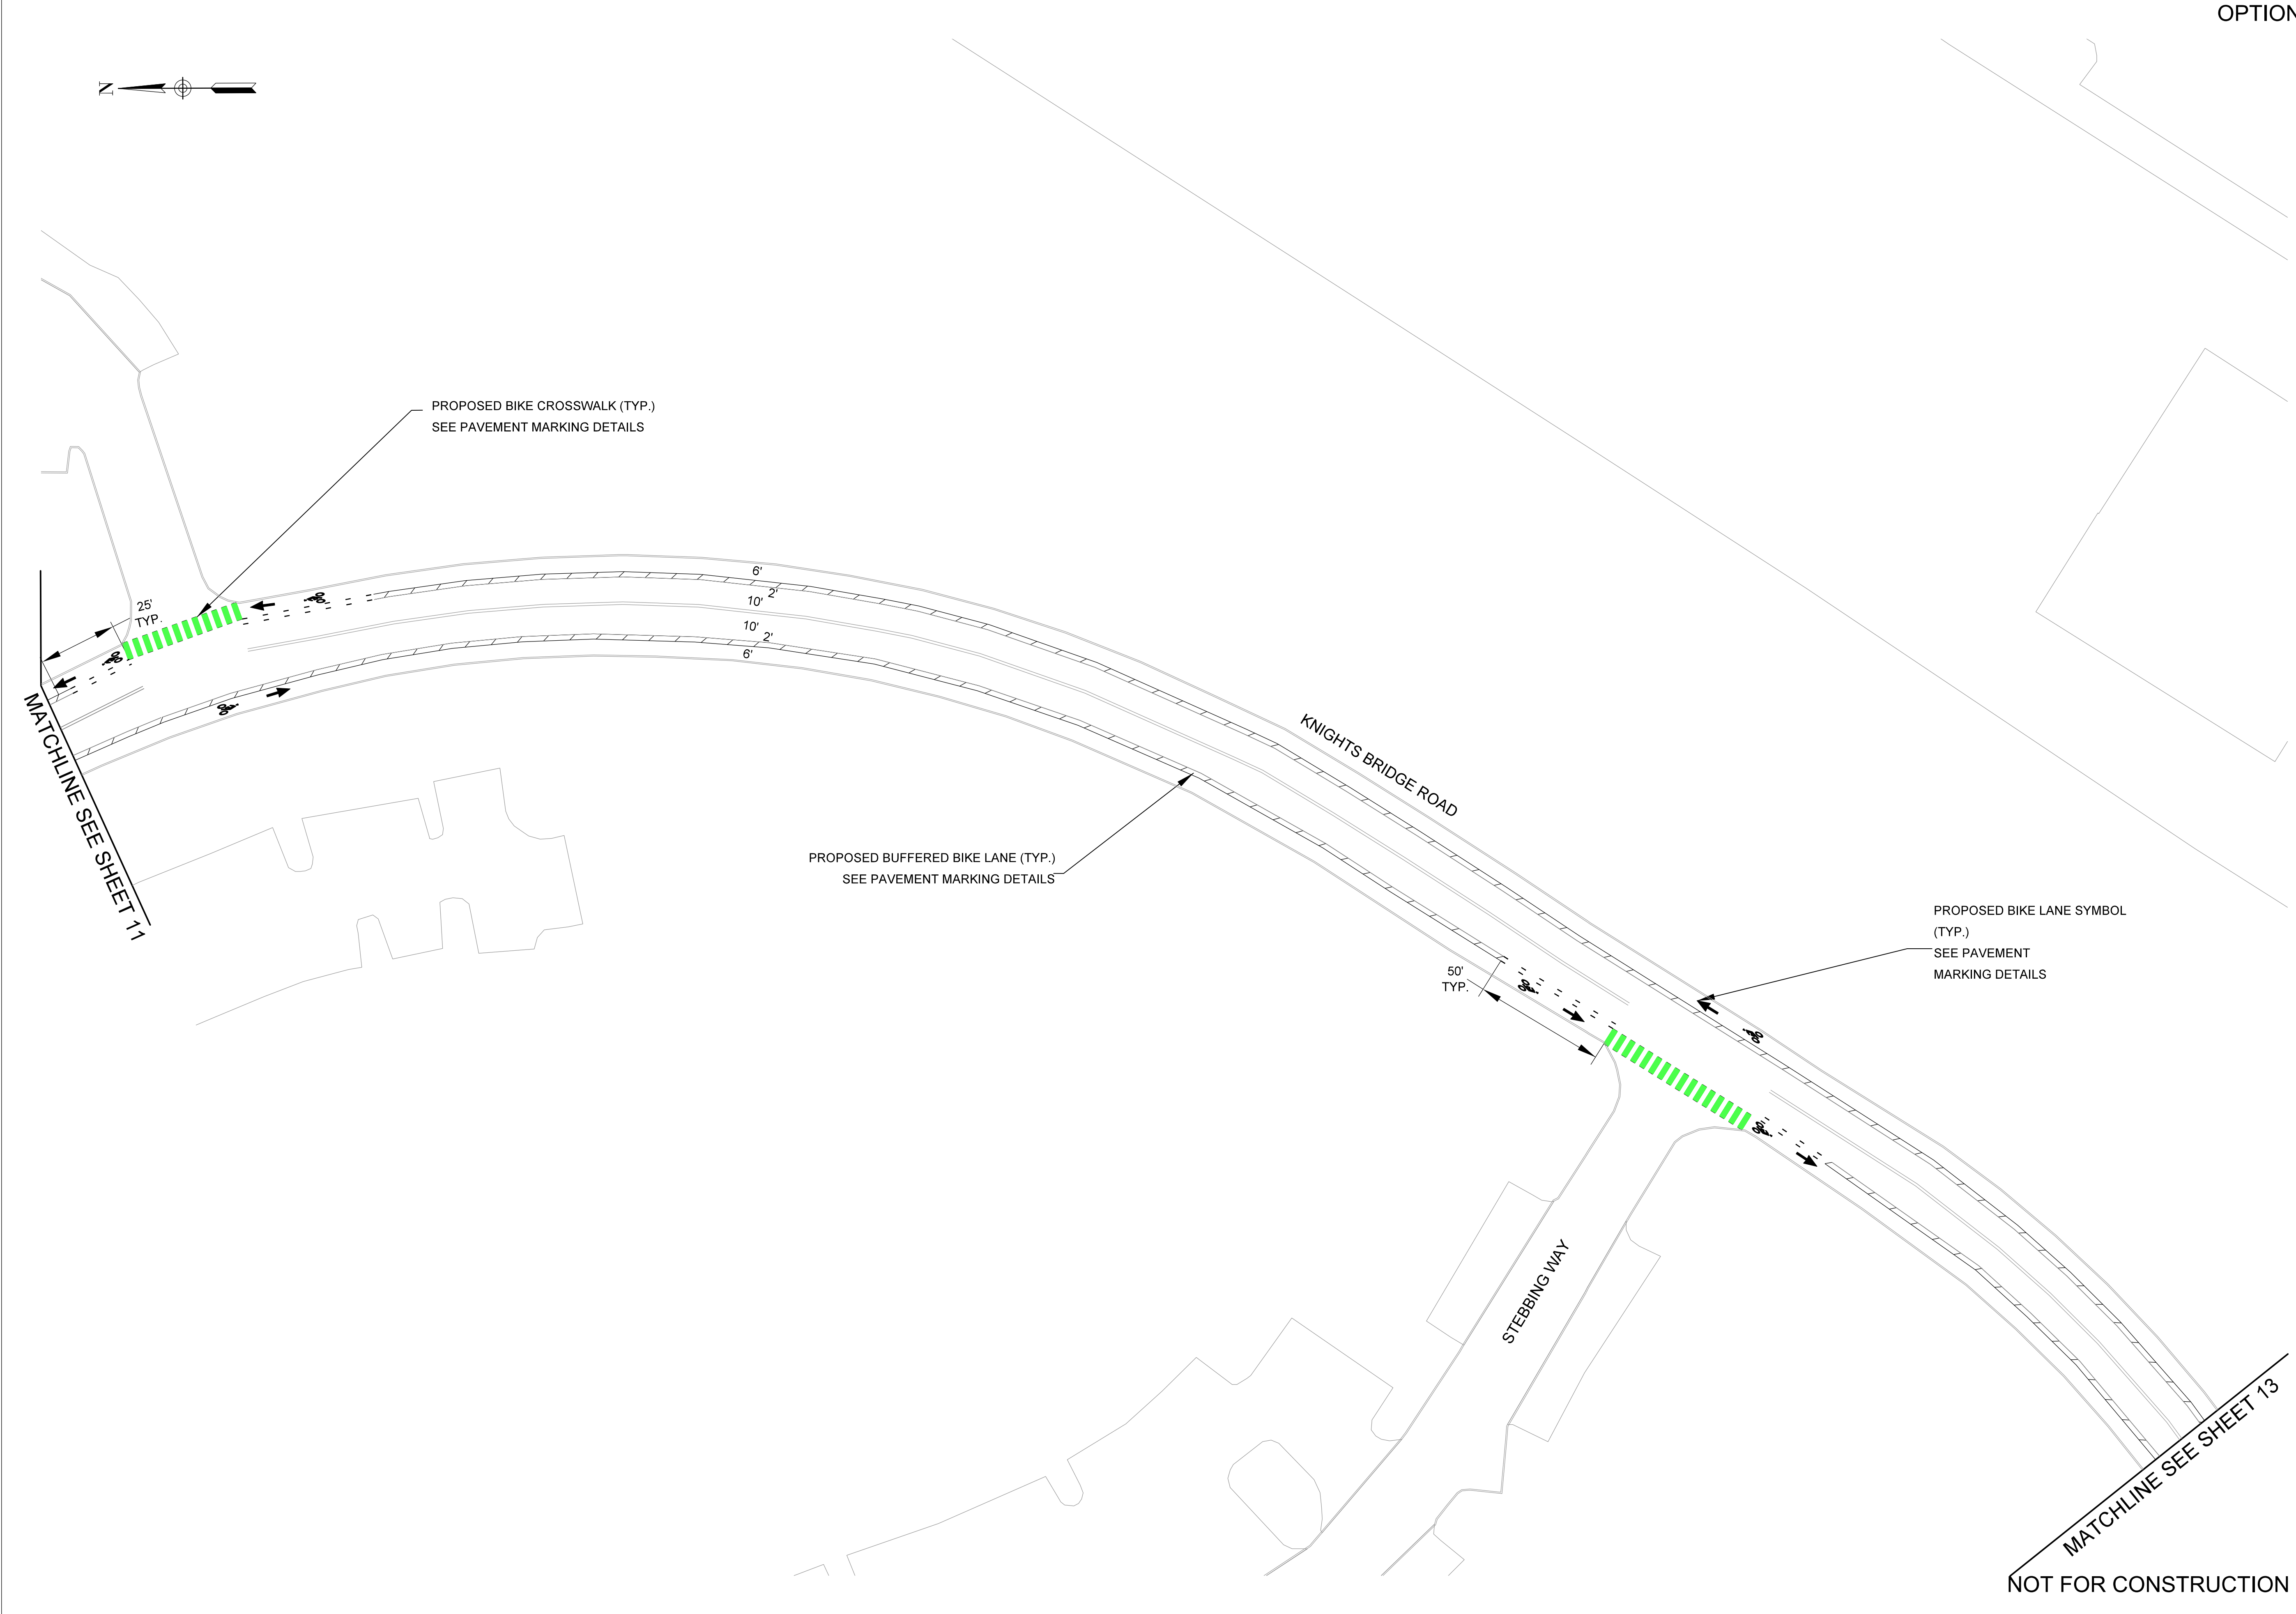 OPTION
N
PROPOSED BIKE CROSSWALK (TYP.)
SEE PAVEMENT MARKING DETAILS
25'
TYP.
6'
2'
10'
10'
2'
6'
MATCHLINE SEE SHEET 11
KNIGHTS BRIDGE ROAD
PROPOSED BUFFERED BIKE LANE (TYP.)
SEE PAVEMENT MARKING DETAILS
PROPOSED BIKE LANE SYMBOL
(TYP.)
SEE PAVEMENT
MARKING DETAILS
50'
TYP.
STEBBING WAY
MATCHLINE SEE SHEET 13
NOT FOR CONSTRUCTION